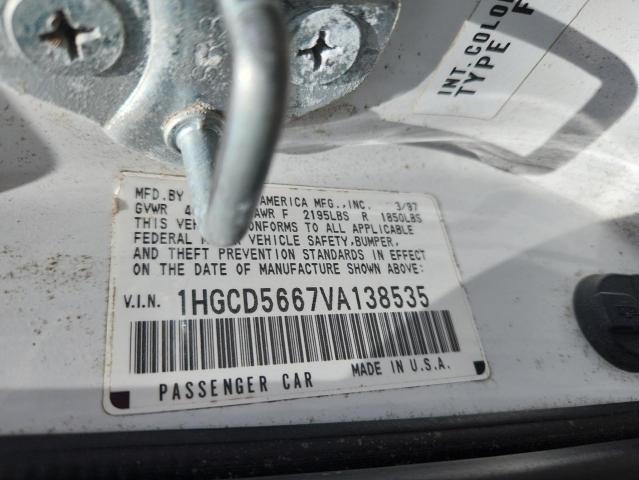 INT. COLO
TYPE F
MFD. BY AMERICA MFG., INC. 3/97
GVWR 4 AWR F 2195LBS R 1850LBS
THIS VEH ONFORMS TO ALL APPLICABLE
FEDERAL M R VEHICLE SAFETY, BUMPER,
AND THEFT PREVENTION STANDARDS IN EFFECT
ON THE DATE OF MANUFACTURE SHOWN ABOVE:
V.I.N. 1HGCD5667VA138535
PASSENGER CAR MADE IN U.S.A.